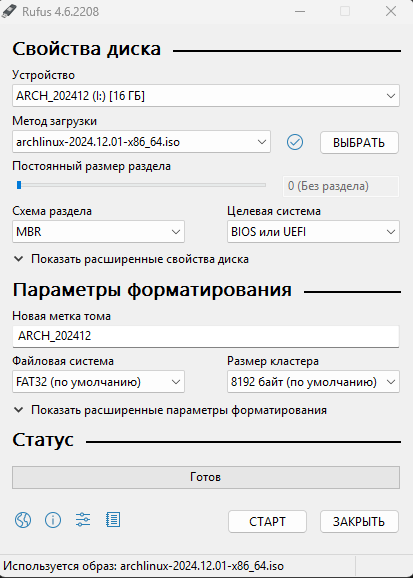 Rufus 4.6.2208
Свойства диска
Устройство
ARCH_202412 (I:) [16 ГБ]
Метод загрузки
archlinux-2024.12.01-x86_64.iso
ВЫБРАТЬ
Постоянный размер раздела
0 (Без раздела)
Схема раздела
Целевая система
MBR
BIOS или UEFI
Показать расширенные свойства диска
Параметры форматирования
Новая метка тома
ARCH_202412
Файловая система
Размер кластера
FAT32 (по умолчанию)
8192 байт (по умолчанию)
Показать расширенные параметры форматирования
Статус
Готов
СТАРТ
ЗАКРЫТЬ
Используется образ: archlinux-2024.12.01-x86_64.iso